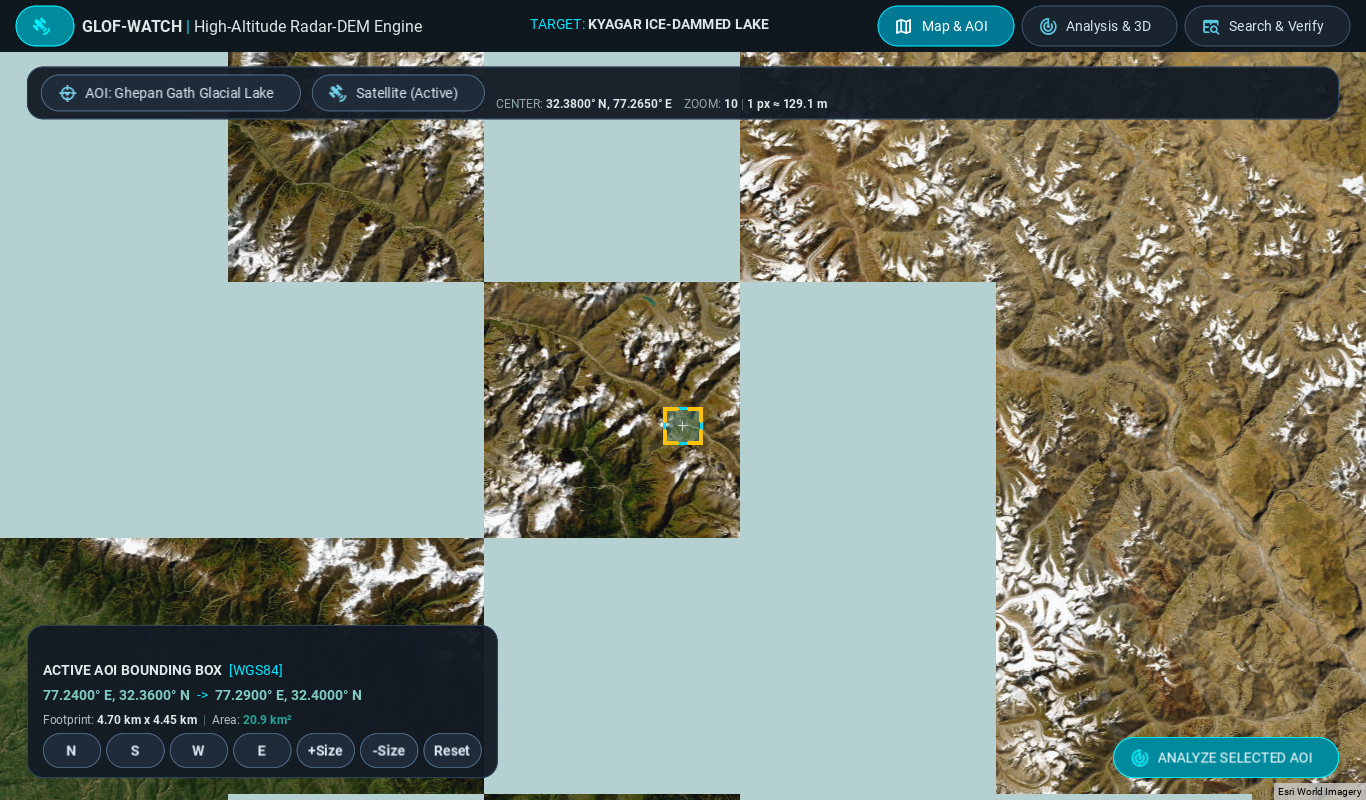 GLOF-WATCH | High-Altitude Radar-DEM Engine
TARGET: KYAGAR ICE-DAMMED LAKE
Map & AOI
Analysis & 3D
Search & Verify
AOI: Ghepan Gath Glacial Lake
Satellite (Active)
CENTER: 32.3800° N, 77.2650° E ZOOM: 10 | 1 px ≈ 129.1 m
ACTIVE AOI BOUNDING BOX [WGS84]
77.2400° E, 32.3600° N -> 77.2900° E, 32.4000° N
Footprint: 4.70 km x 4.45 km | Area: 20.9 km²
N S W E +Size -Size Reset
ANALYZE SELECTED AOI
Esri World Imagery